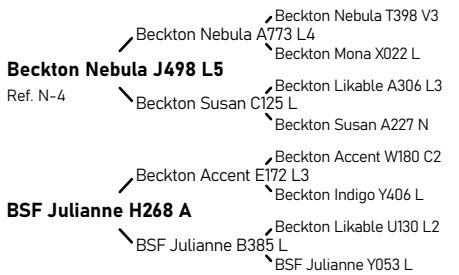 Beckton Nebula T398 V3
Beckton Nebula A773 L4
Beckton Mona X022 L
Beckton Nebula J498 L5
Ref. N-4
Beckton Likable A306 L3
Beckton Susan C125 L
Beckton Susan A227 N
Beckton Accent W180 C2
Beckton Accent E172 L3
Beckton Indigo Y406 L
BSF Julianne H268 A
Beckton Likable U130 L2
BSF Julianne B385 L
BSF Julianne Y053 L